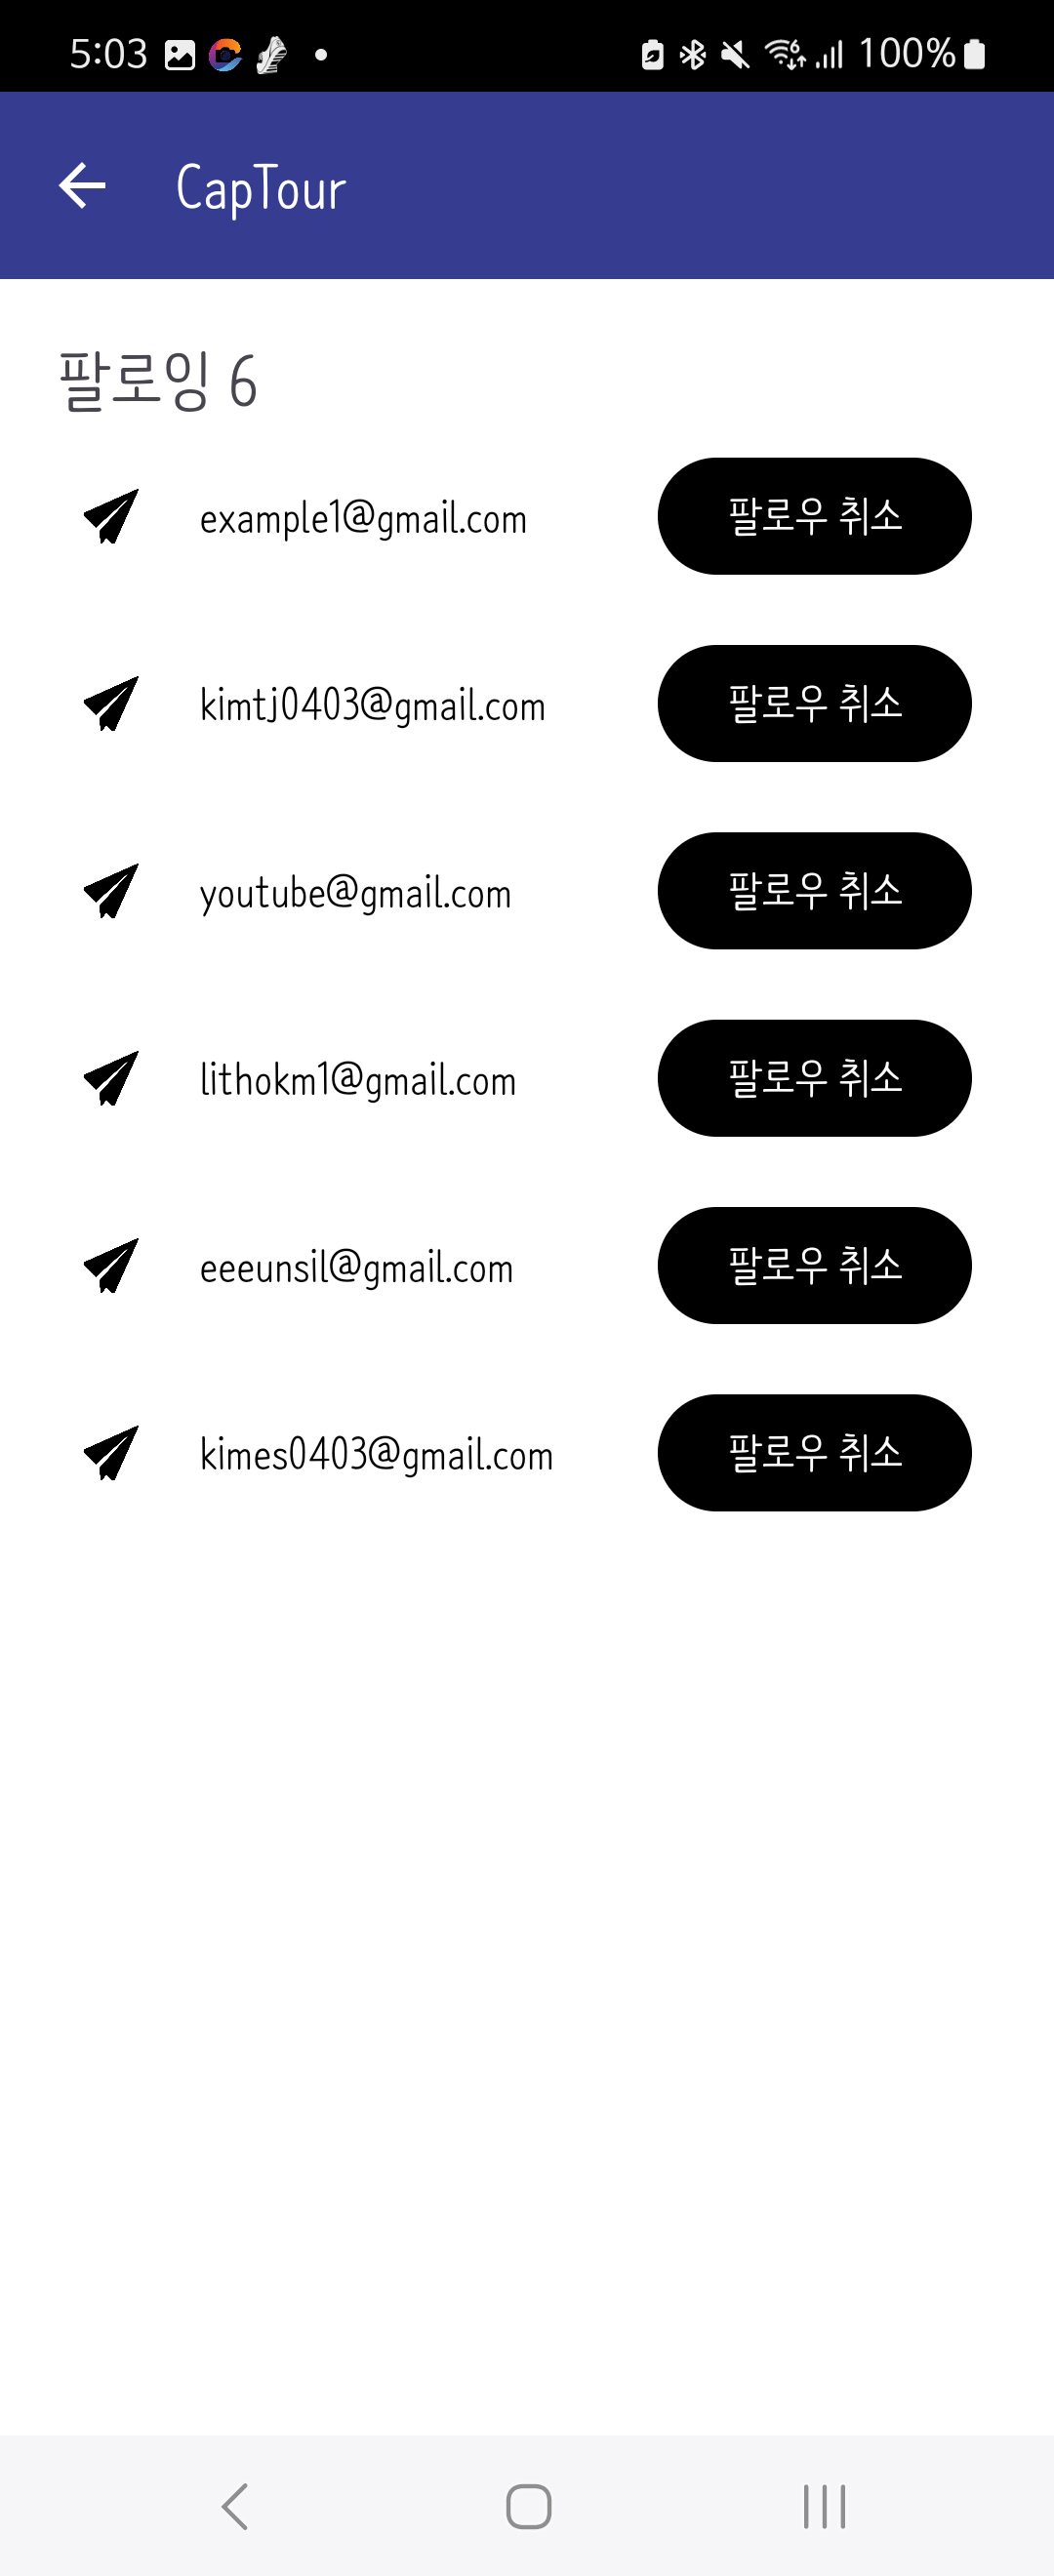 5:03 100%
CapTour
팔로잉 6
example1@gmail.com 팔로우 취소
kimtj0403@gmail.com 팔로우 취소
youtube@gmail.com 팔로우 취소
lithokm1@gmail.com 팔로우 취소
eeeunsil@gmail.com 팔로우 취소
kimes0403@gmail.com 팔로우 취소